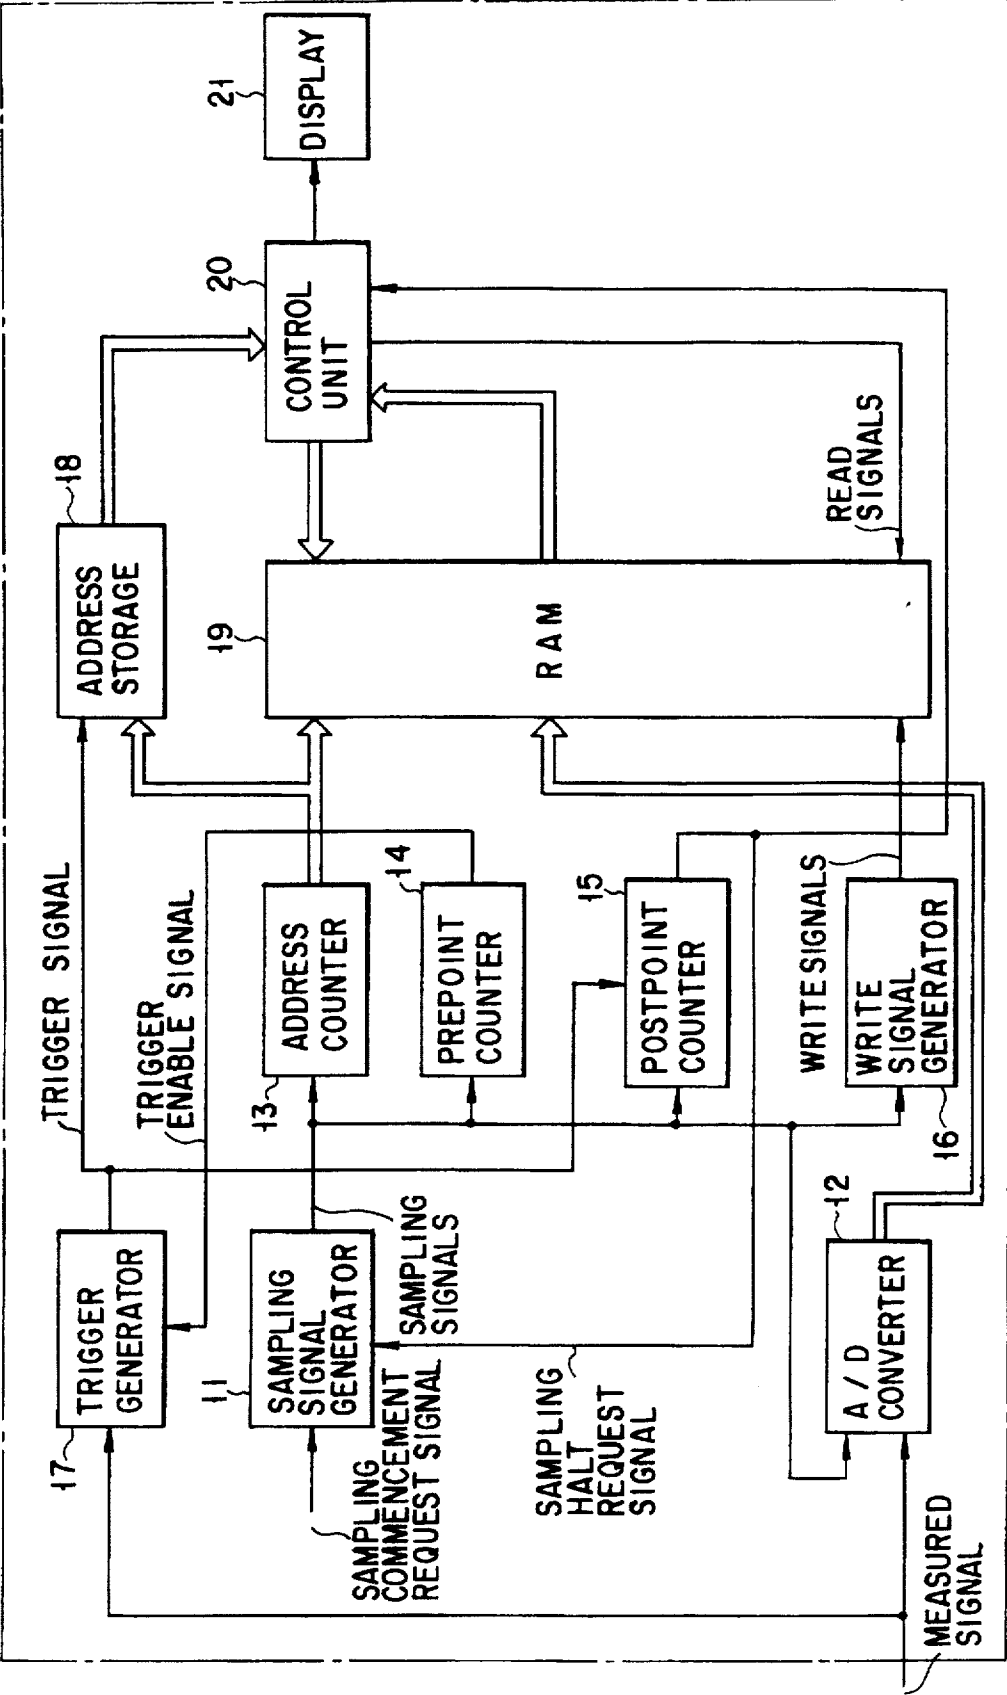 TRIGGER SIGNAL
18
ADDRESS
STORAGE
17
TRIGGER
GENERATOR
TRIGGER
ENABLE SIGNAL
11
SAMPLING
SIGNAL
GENERATOR
SAMPLING
COMMENCEMENT
REQUEST SIGNAL
SAMPLING
SIGNALS
13
ADDRESS
COUNTER
14
PREPOINT
COUNTER
19
RAM
20
CONTROL
UNIT
21
DISPLAY
SAMPLING
HALT
REQUEST
SIGNAL
15
POSTPOINT
COUNTER
WRITE SIGNALS
READ
SIGNALS
12
A/D
CONVERTER
16
WRITE
SIGNAL
GENERATOR
MEASURED
SIGNAL